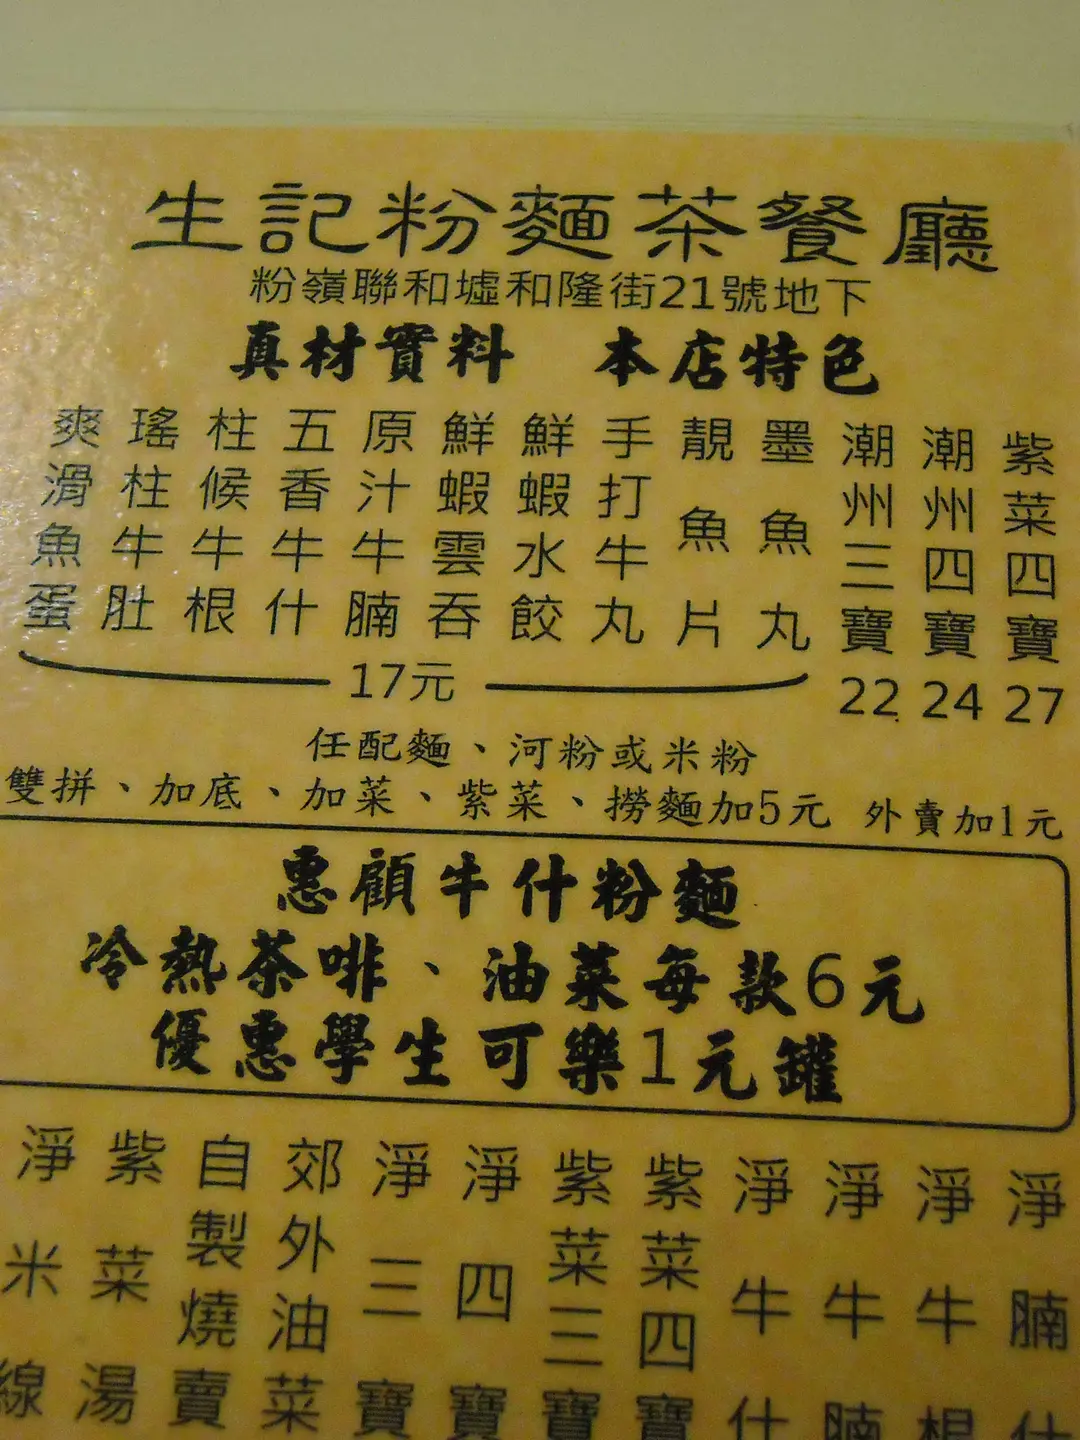 生記粉麵茶餐廳
粉嶺聯和墟和隆街21號地下
真材實料 本店特色
紫菜四寶 27
潮州四寶 24
潮州三寶 22
墨魚丸
靚魚片
手打牛丸
鮮蝦水餃
鮮蝦雲吞
原汁牛腩
五香牛什
柱候牛根
瑤柱牛肚
爽滑魚蛋
17元
任配麵、河粉或米粉
雙拼、加底、加菜、紫菜、撈麵加5元 外賣加1元
惠顧牛什粉麵
冷熱茶啡、油菜每款6元
優惠學生可樂1元罐
淨腩什
淨牛根
淨牛腩
淨牛什
紫菜四寶
紫菜三寶
淨四寶
淨三寶
郊外油菜
自製燒賣
紫菜湯
淨米線